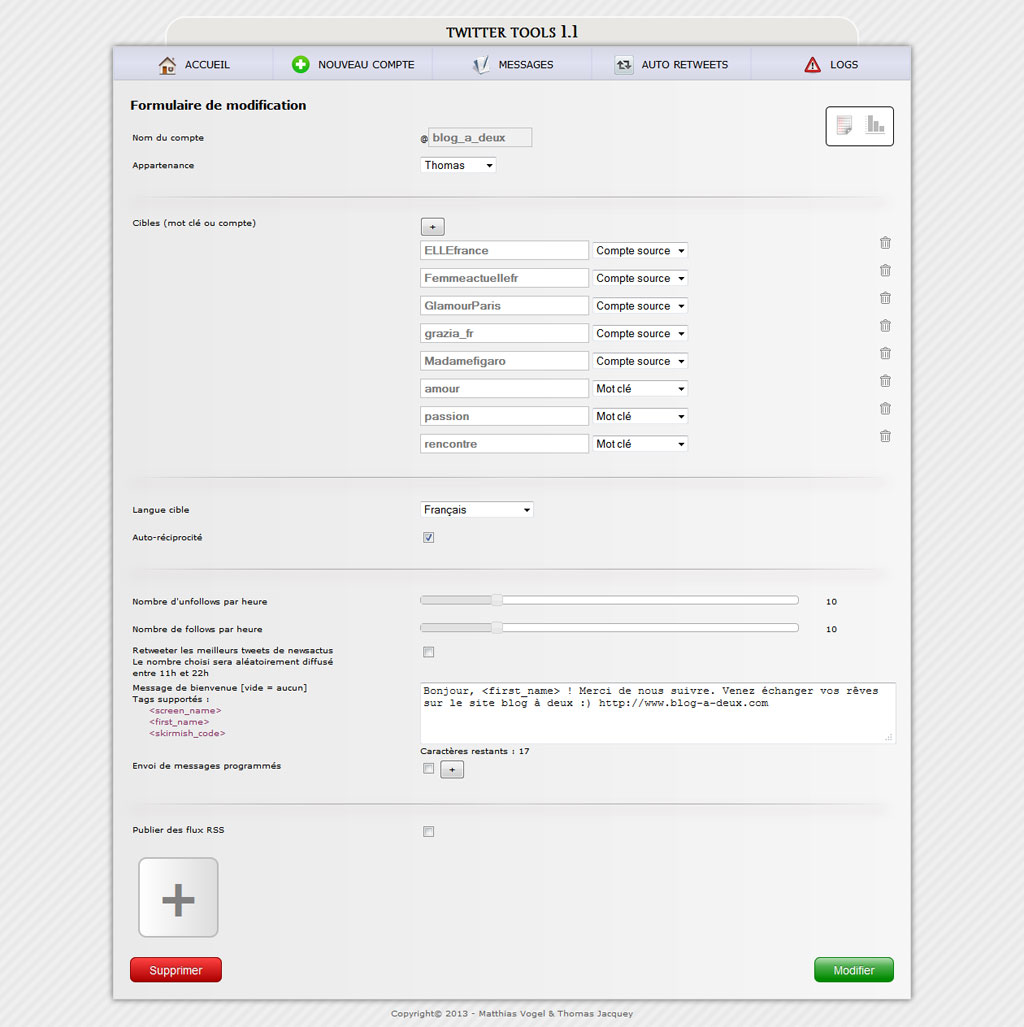 TWITTER TOOLS 1.1
ACCUEIL NOUVEAU COMPTE MESSAGES AUTO RETWEETS LOGS
Formulaire de modification
Nom du compte @ blog_a_deux
Appartenance Thomas
Cibles (mot clé ou compte) +
ELLEfrance Compte source
Femmeactuellefr Compte source
GlamourParis Compte source
grazia_fr Compte source
Madamefigaro Compte source
amour Mot clé
passion Mot clé
rencontre Mot clé
Langue cible Français
Auto-réciprocité
Nombre d'unfollows par heure 10
Nombre de follows par heure 10
Retweeter les meilleurs tweets de newsactus
Le nombre choisi sera aléatoirement diffusé
entre 11h et 22h
Message de bienvenue [vide = aucun]
Tags supportés :
<screen_name>
<first_name>
<skirmish_code>
Bonjour, <first_name> ! Merci de nous suivre. Venez échanger vos rêves
sur le site blog à deux :) http://www.blog-a-deux.com
Caractères restants : 17
Envoi de messages programmés +
Publier des flux RSS
+
Supprimer Modifier
Copyright© 2013 - Matthias Vogel & Thomas Jacquey